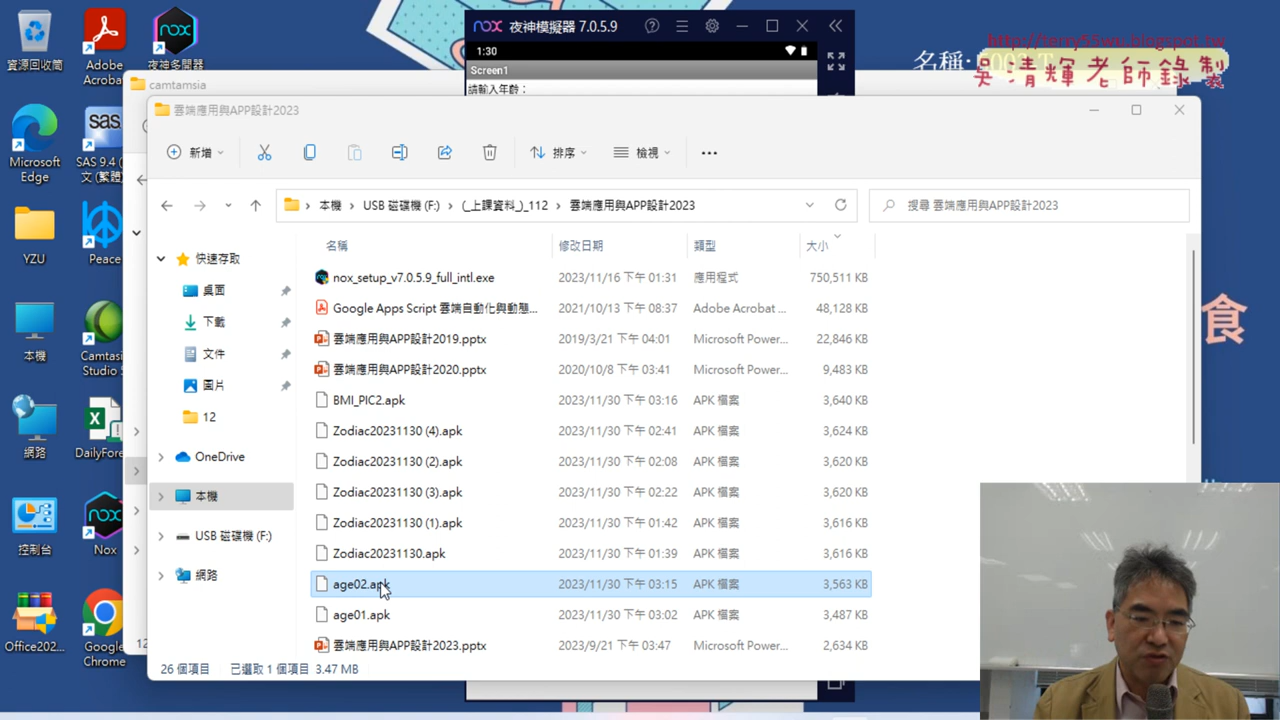 資源回收筒
Adobe
Acrobat
夜神多開器
Microsoft
Edge
SAS 9.4 (
文 (繁體
YZU
Peace
本機
Camtasi
Studio
網路
DailyFore
控制台
Nox
Office202...
Google
Chrome
nox 夜神模擬器 7.0.5.9
1:30
Screen1
請輸入年齡：
名稱:
http://terry55wu.blogspot.tw
吳清輝老師錄製
食
camtamsia
雲端應用與APP設計2023
新增
排序
檢視
本機 > USB 磁碟機 (F:) > (_上課資料_)_112 > 雲端應用與APP設計2023
搜尋 雲端應用與APP設計2023
快速存取
桌面
下載
文件
圖片
12
OneDrive
本機
USB 磁碟機 (F:)
網路
名稱 修改日期 類型 大小
nox_setup_v7.0.5.9_full_intl.exe 2023/11/16 下午 01:31 應用程式 750,511 KB
Google Apps Script 雲端自動化與動態... 2021/10/13 下午 08:37 Adobe Acrobat ... 48,128 KB
雲端應用與APP設計2019.pptx 2019/3/21 下午 04:01 Microsoft Power... 22,846 KB
雲端應用與APP設計2020.pptx 2020/10/8 下午 03:41 Microsoft Power... 9,483 KB
BMI_PIC2.apk 2023/11/30 下午 03:16 APK 檔案 3,640 KB
Zodiac20231130 (4).apk 2023/11/30 下午 02:41 APK 檔案 3,624 KB
Zodiac20231130 (2).apk 2023/11/30 下午 02:08 APK 檔案 3,620 KB
Zodiac20231130 (3).apk 2023/11/30 下午 02:22 APK 檔案 3,620 KB
Zodiac20231130 (1).apk 2023/11/30 下午 01:42 APK 檔案 3,616 KB
Zodiac20231130.apk 2023/11/30 下午 01:39 APK 檔案 3,616 KB
age02.apk 2023/11/30 下午 03:15 APK 檔案 3,563 KB
age01.apk 2023/11/30 下午 03:02 APK 檔案 3,487 KB
雲端應用與APP設計2023.pptx 2023/9/21 下午 03:47 Microsoft Power... 2,634 KB
26 個項目 已選取 1 個項目 3.47 MB